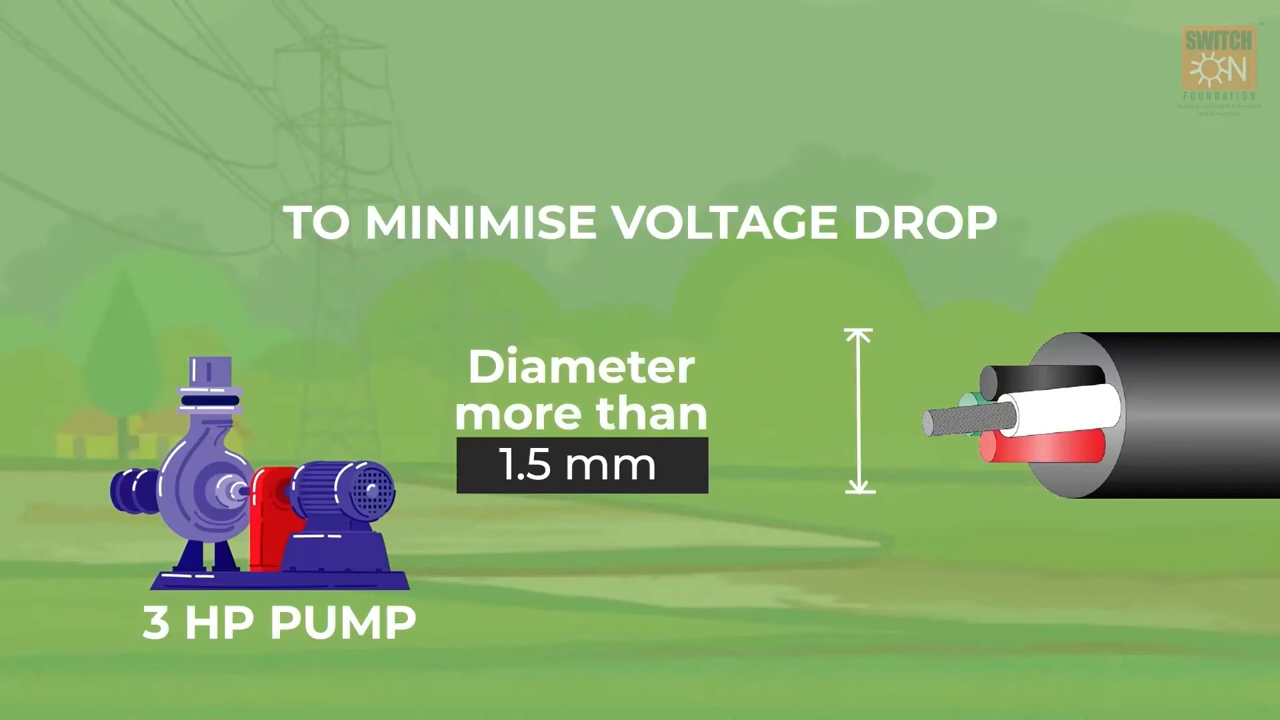 SWITCH
ON
FOUNDATION
TO MINIMISE VOLTAGE DROP
Diameter
more than
1.5 mm
3 HP PUMP